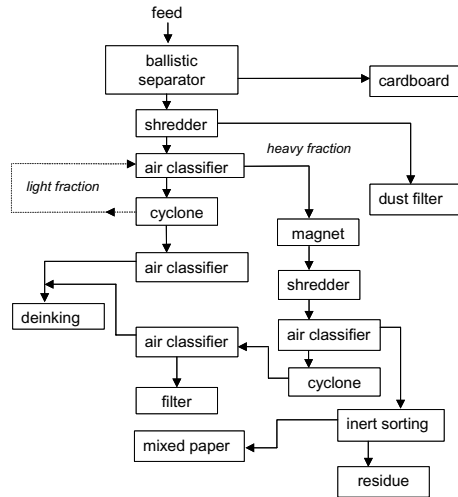 feed
ballistic
separator
cardboard
shredder
heavy fraction
air classifier
light fraction
dust filter
cyclone
magnet
air classifier
shredder
deinking
air classifier
air classifier
cyclone
filter
inert sorting
mixed paper
residue